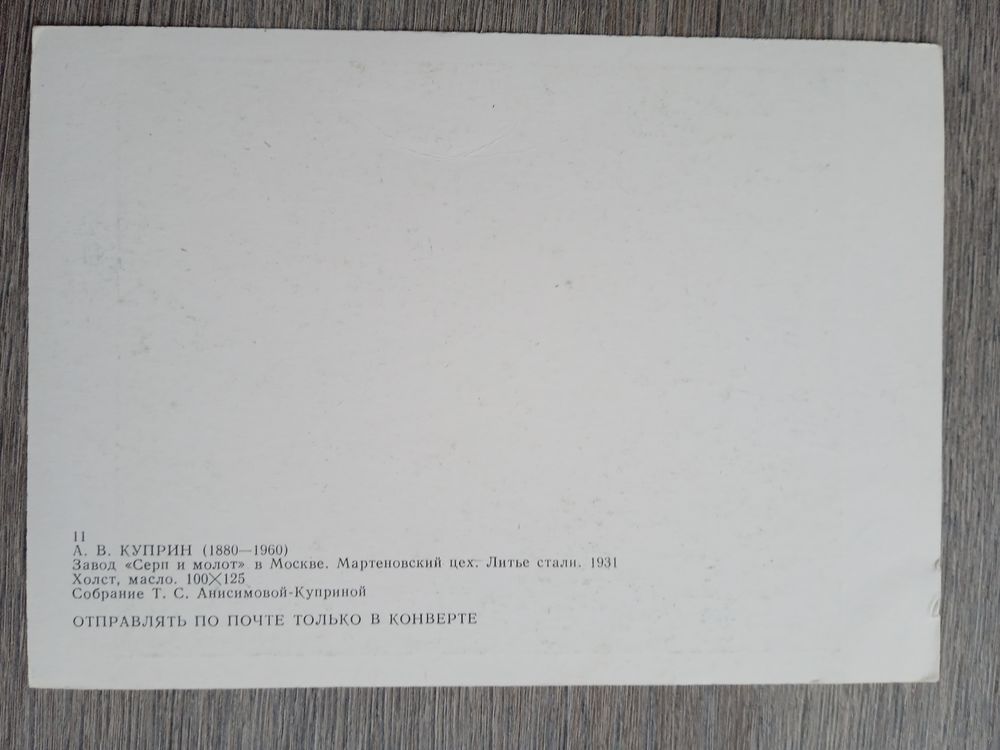 11
А. В. КУПРИН (1880—1960)
Завод «Серп и молот» в Москве. Мартеновский цех. Литье стали. 1931
Холст, масло. 100×125
Собрание Т. С. Анисимовой-Куприной
ОТПРАВЛЯТЬ ПО ПОЧТЕ ТОЛЬКО В КОНВЕРТЕ